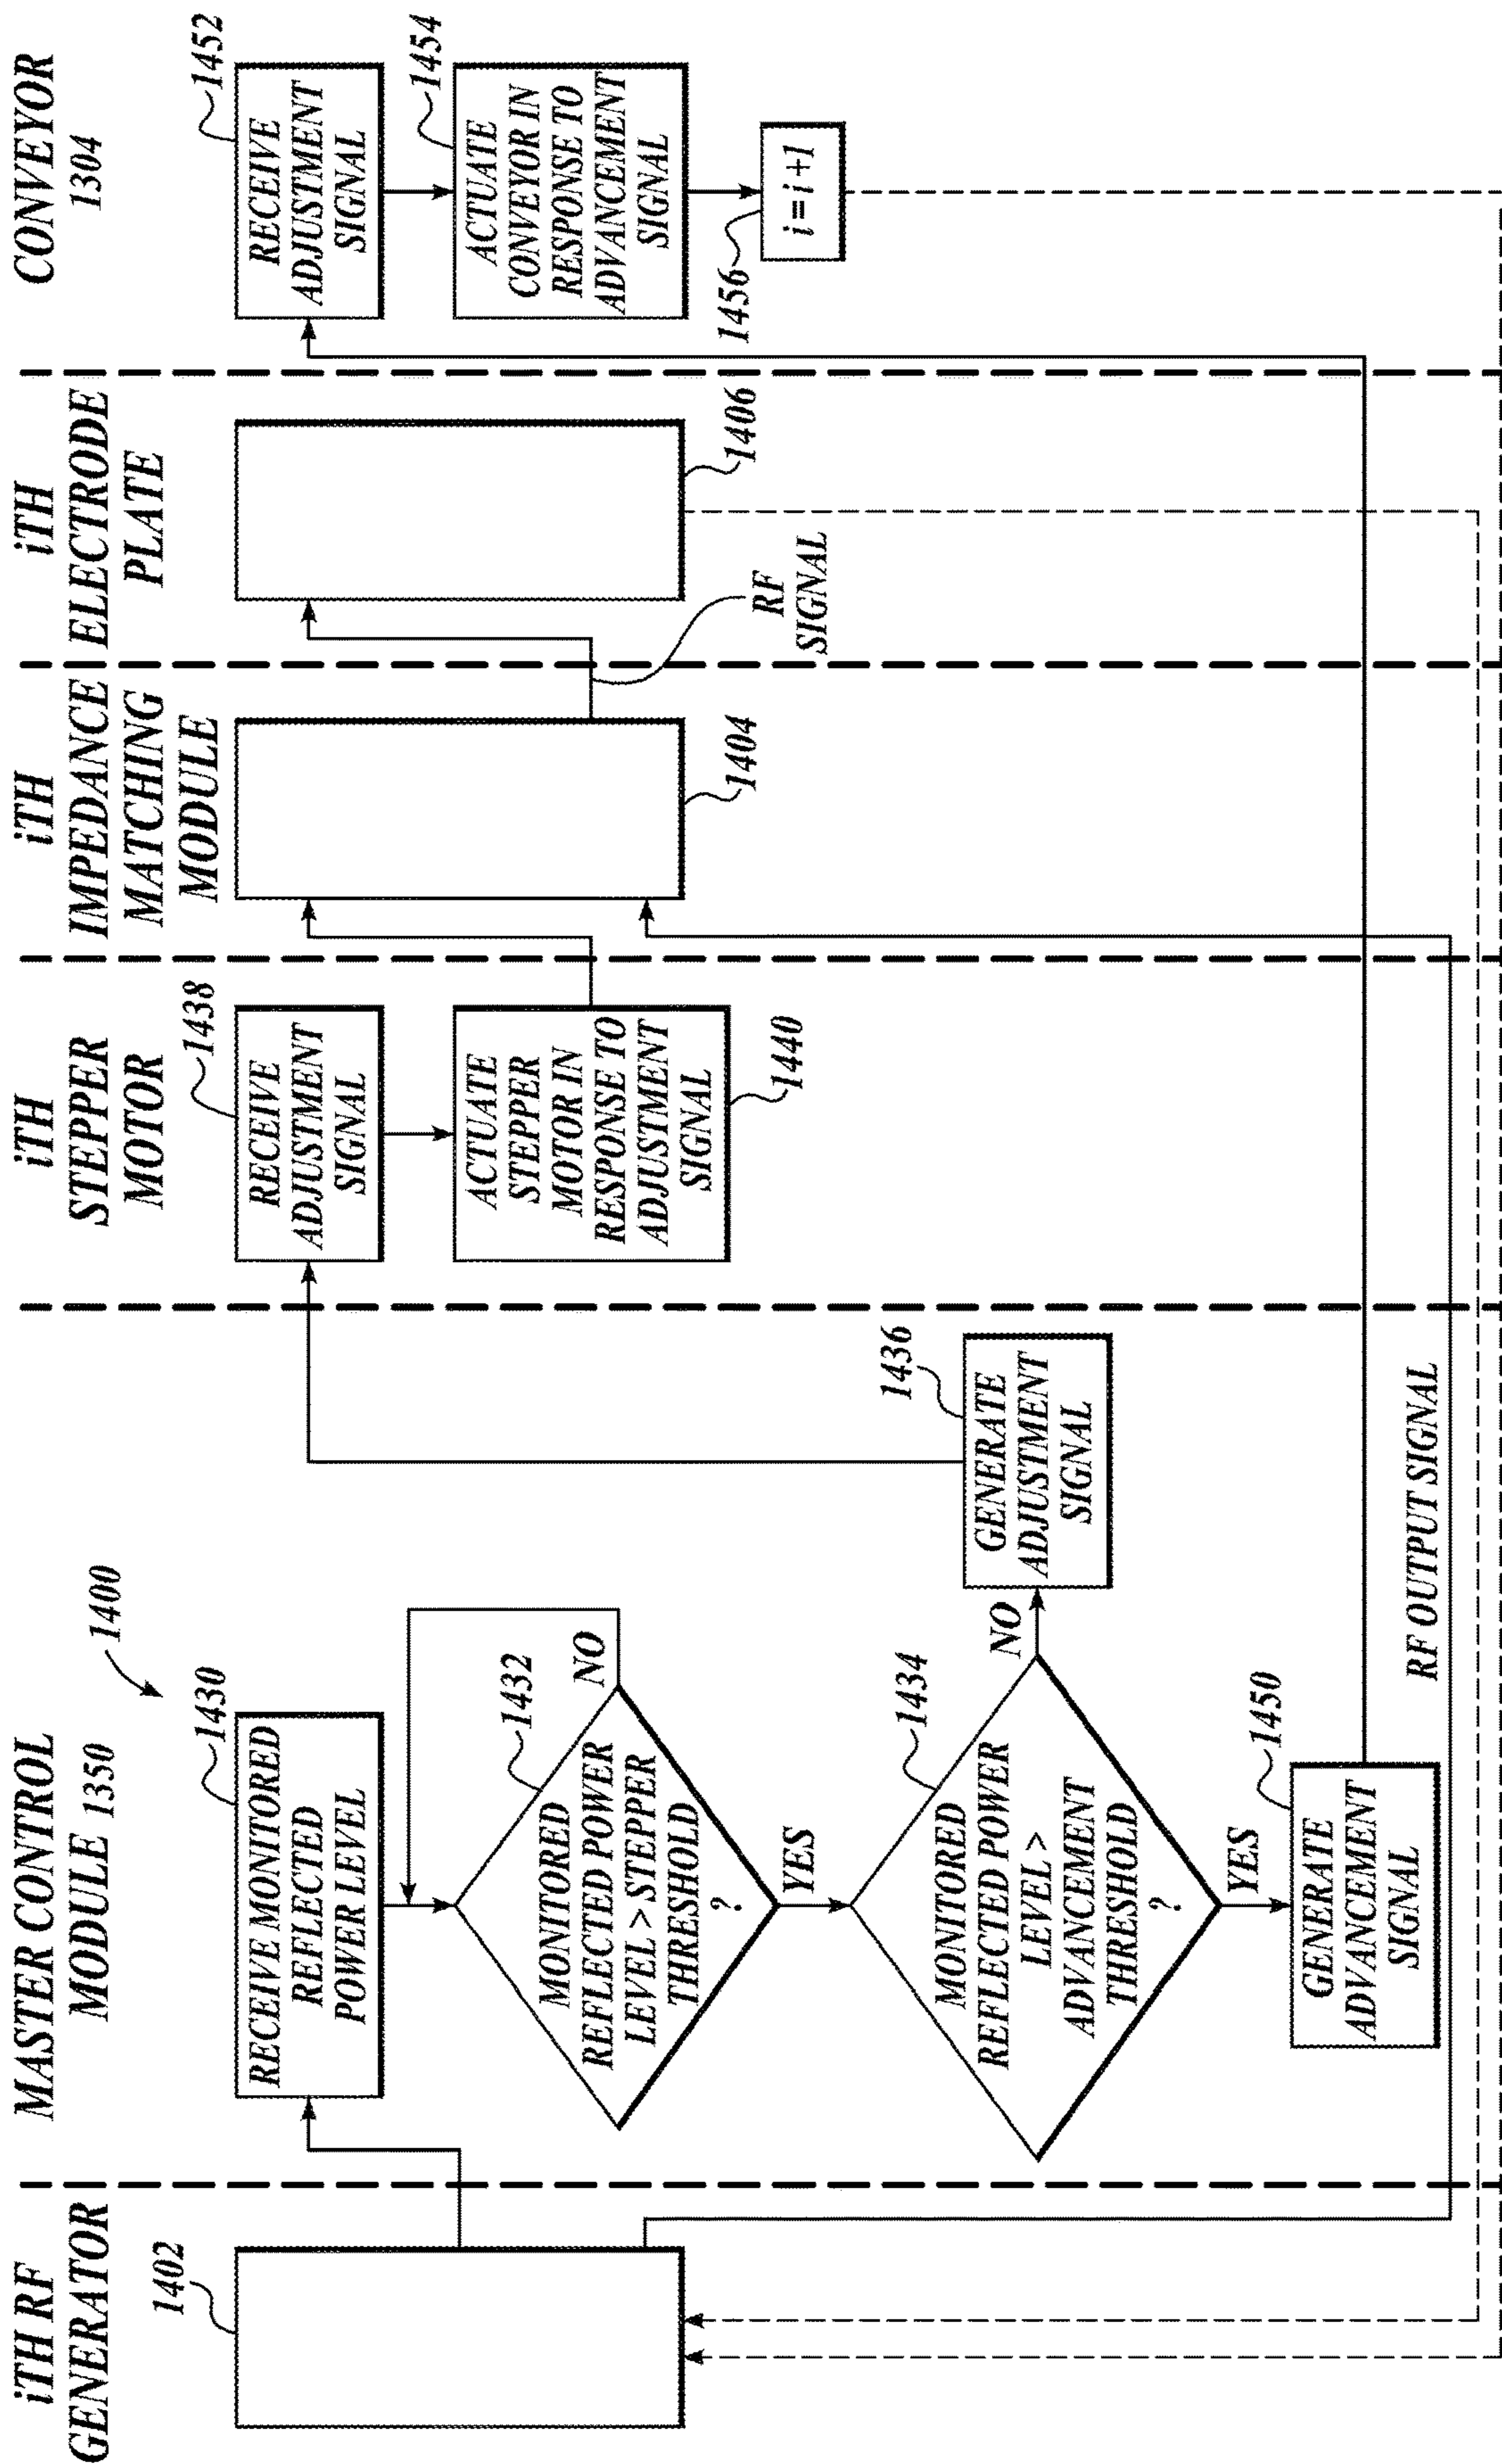 iTH RF
GENERATOR
1402
MASTER CONTROL
MODULE 1350
1400
1430
RECEIVE MONITORED
REFLECTED
POWER LEVEL
1432
MONITORED
REFLECTED POWER
LEVEL > STEPPER
THRESHOLD
?
NO
YES
1434
MONITORED
REFLECTED POWER
LEVEL >
ADVANCEMENT
THRESHOLD
?
NO
YES
1436
GENERATE
ADJUSTMENT
SIGNAL
1450
GENERATE
ADVANCEMENT
SIGNAL
RF OUTPUT SIGNAL
iTH
STEPPER
MOTOR
1438
RECEIVE
ADJUSTMENT
SIGNAL
ACTUATE
STEPPER
MOTOR IN
RESPONSE TO
ADJUSTMENT
SIGNAL
1440
iTH
IMPEDANCE
MATCHING
MODULE
1404
RF
SIGNAL
iTH
ELECTRODE
PLATE
1406
CONVEYOR
1304
1452
RECEIVE
ADJUSTMENT
SIGNAL
1454
ACTUATE
CONVEYOR IN
RESPONSE TO
ADVANCEMENT
SIGNAL
1456
i = i +1